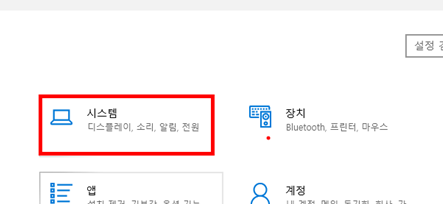 설정
시스템
디스플레이, 소리, 알림, 전원
장치
Bluetooth, 프린터, 마우스
앱
계정